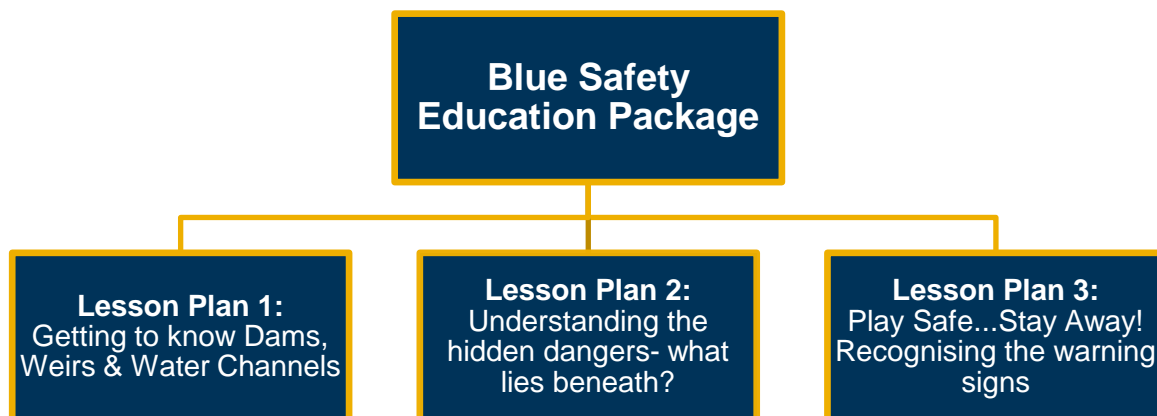 Blue Safety
Education Package
Lesson Plan 1:
Getting to know Dams,
Weirs & Water Channels
Lesson Plan 2:
Understanding the
hidden dangers- what
lies beneath?
Lesson Plan 3:
Play Safe...Stay Away!
Recognising the warning
signs